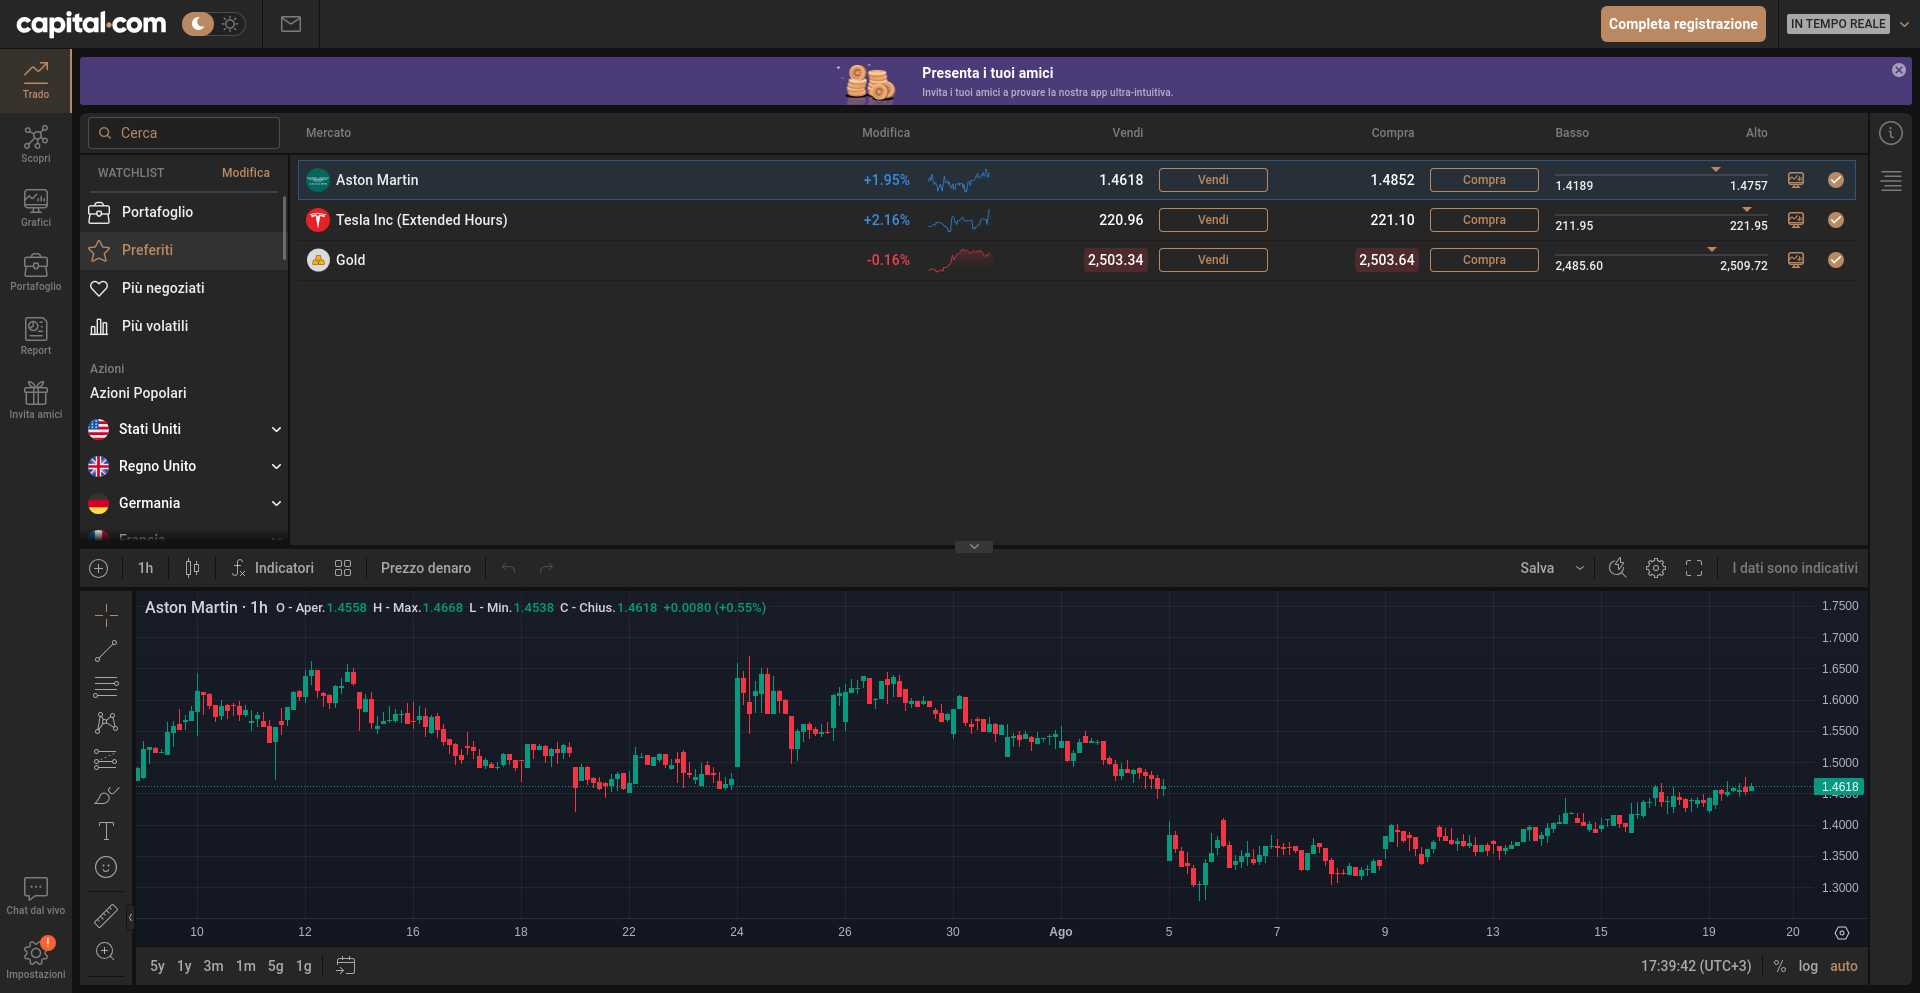 capital.com
Completa registrazione
IN TEMPO REALE
Trado
Scopri
Grafici
Portafoglio
Report
Invita amici
Chat dal vivo
!
Impostazioni
Presenta i tuoi amici
Invita i tuoi amici a provare la nostra app ultra-intuitiva.
Cerca
WATCHLIST Modifica
Portafoglio
Preferiti
Più negoziati
Più volatili
Azioni
Azioni Popolari
Stati Uniti
Regno Unito
Germania
Francia
Mercato Modifica Vendi Compra Basso Alto
Aston Martin +1.95% 1.4618 Vendi 1.4852 Compra 1.4189 1.4757
Tesla Inc (Extended Hours) +2.16% 220.96 Vendi 221.10 Compra 211.95 221.95
Gold -0.16% 2,503.34 Vendi 2,503.64 Compra 2,485.60 2,509.72
1h Indicatori Prezzo denaro Salva I dati sono indicativi
Aston Martin · 1h O - Aper.1.4558 H - Max.1.4668 L - Min.1.4538 C - Chius.1.4618 +0.0080 (+0.55%)
1.7500
1.7000
1.6500
1.6000
1.5500
1.5000
1.4618
1.4000
1.3500
1.3000
10 12 16 18 22 24 26 30 Ago 5 7 9 13 15 19 20
5y 1y 3m 1m 5g 1g 17:39:42 (UTC+3) % log auto